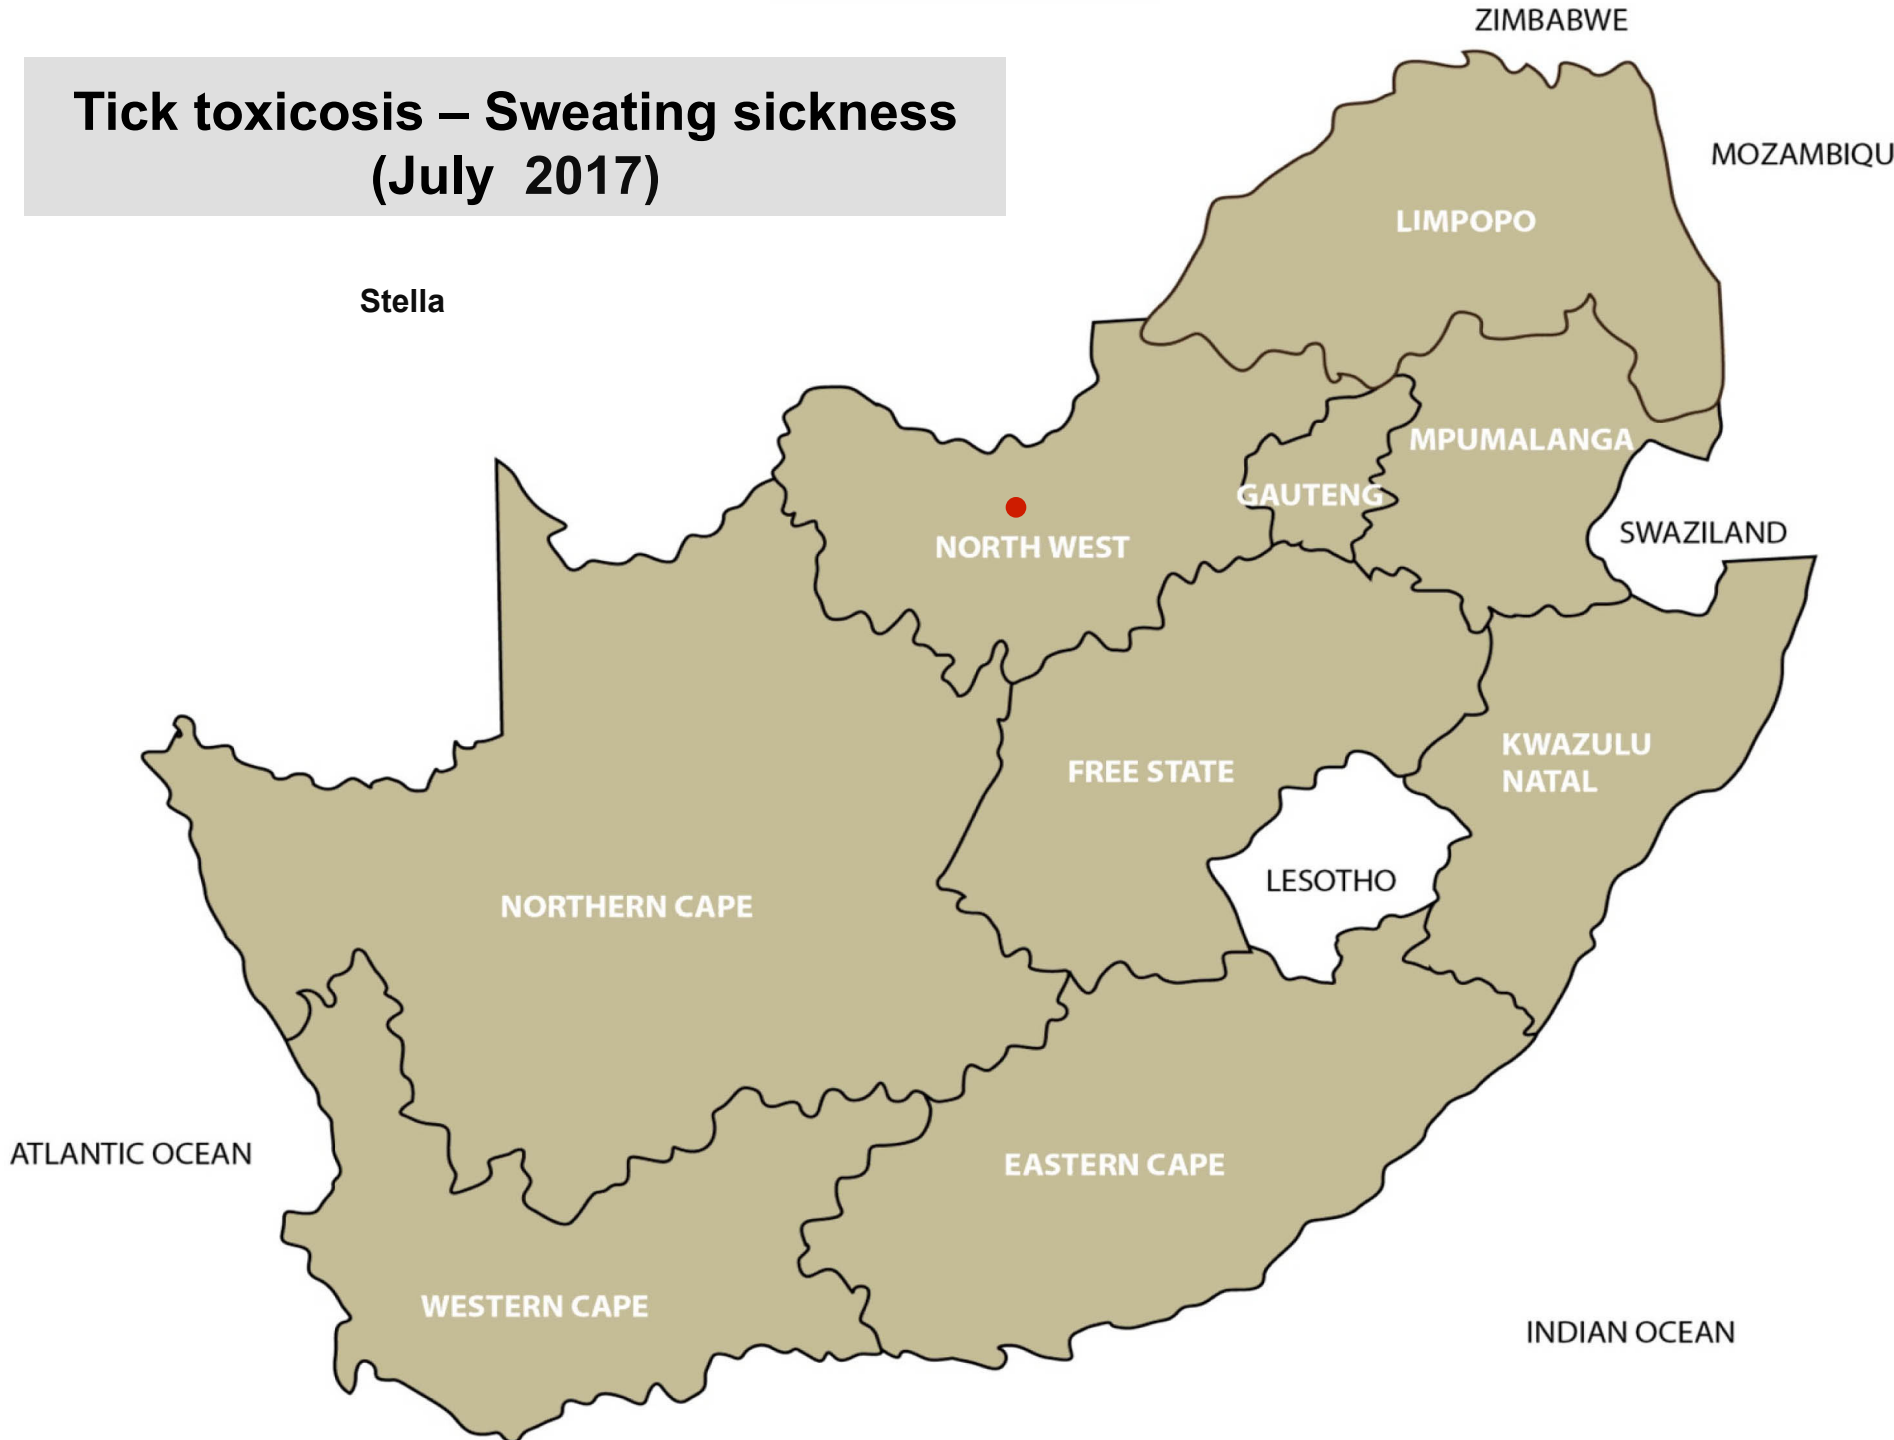 ZIMBABWE
Tick toxicosis – Sweating sickness
(July 2017)
MOZAMBIQU
LIMPOPO
Stella
MPUMALANGA
GAUTENG
SWAZILAND
NORTH WEST
KWAZULU
NATAL
FREE STATE
LESOTHO
NORTHERN CAPE
ATLANTIC OCEAN
EASTERN CAPE
WESTERN CAPE
INDIAN OCEAN